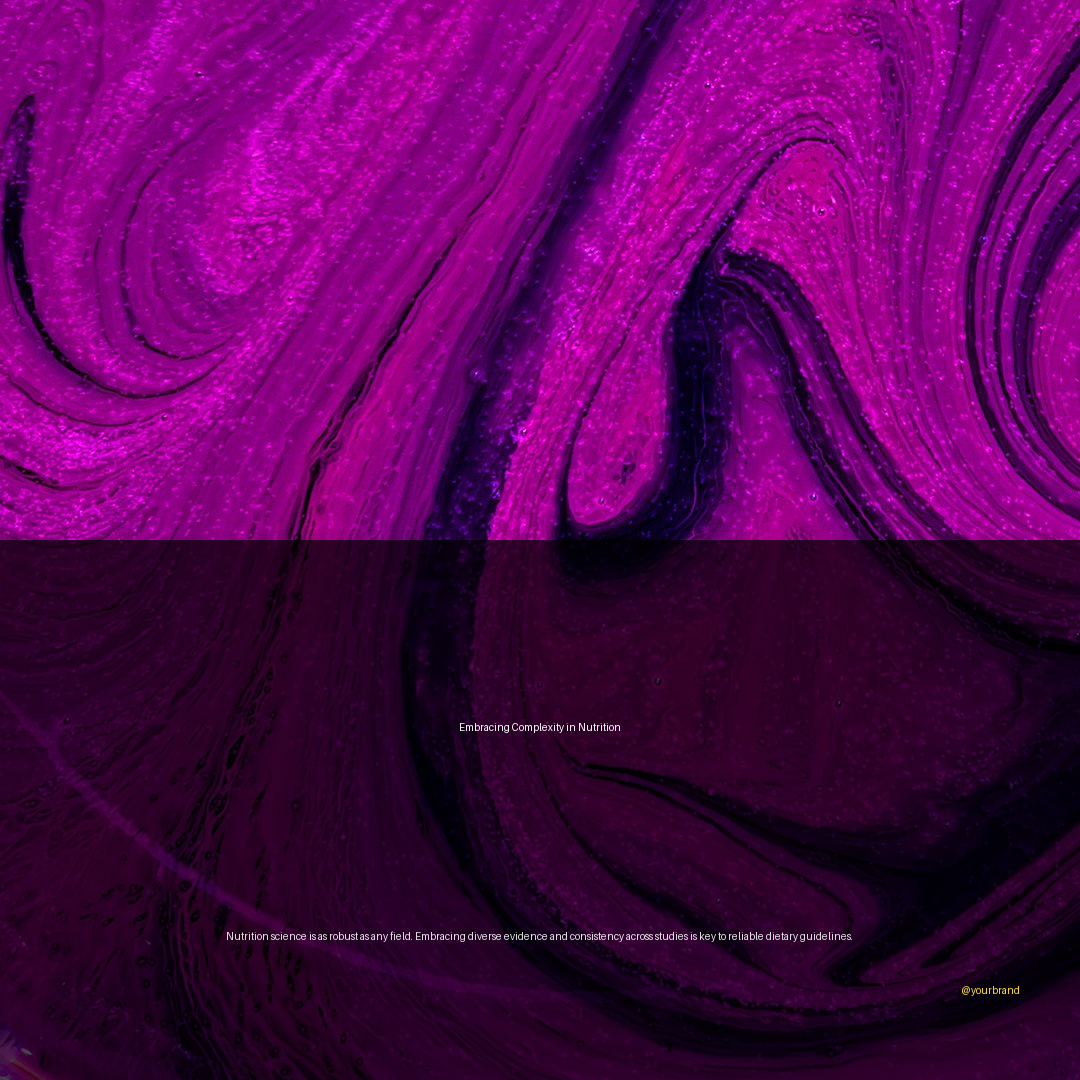 Embracing Complexity in Nutrition
Nutrition science is as robust as any field. Embracing diverse evidence and consistency across studies is key to reliable dietary guidelines.
@yourbrand